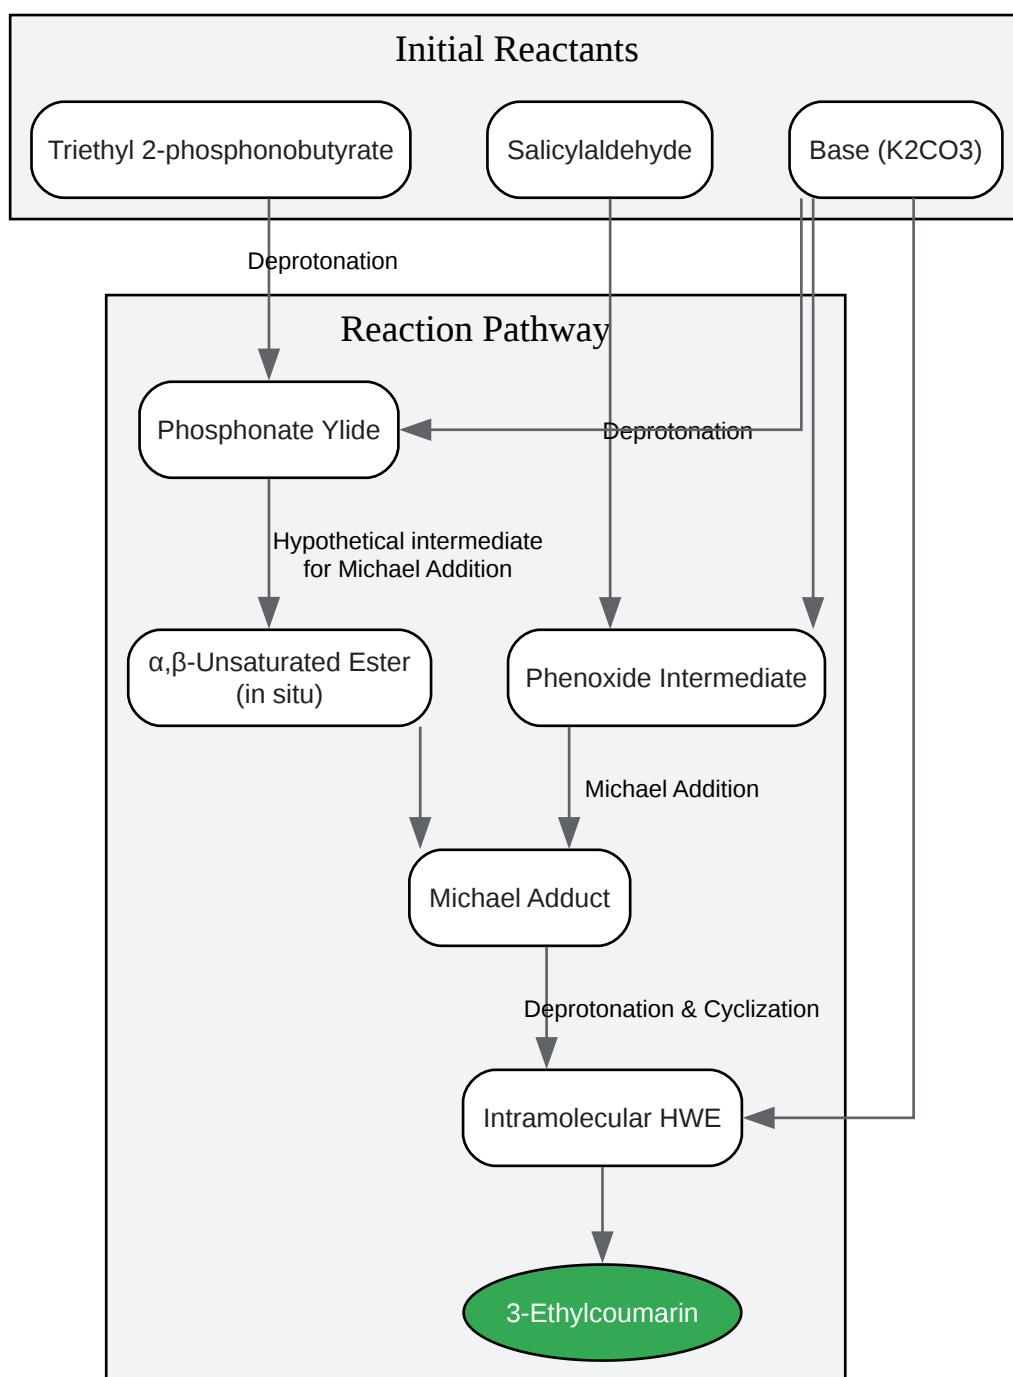 Initial Reactants
Triethyl 2-phosphonobutyrate
Salicylaldehyde
Base (K2CO3)
Deprotonation
Reaction Pathway
Phosphonate Ylide
Deprotonation
Hypothetical intermediate
for Michael Addition
α,β-Unsaturated Ester
(in situ)
Phenoxide Intermediate
Michael Addition
Michael Adduct
Deprotonation & Cyclization
Intramolecular HWE
3-Ethylcoumarin